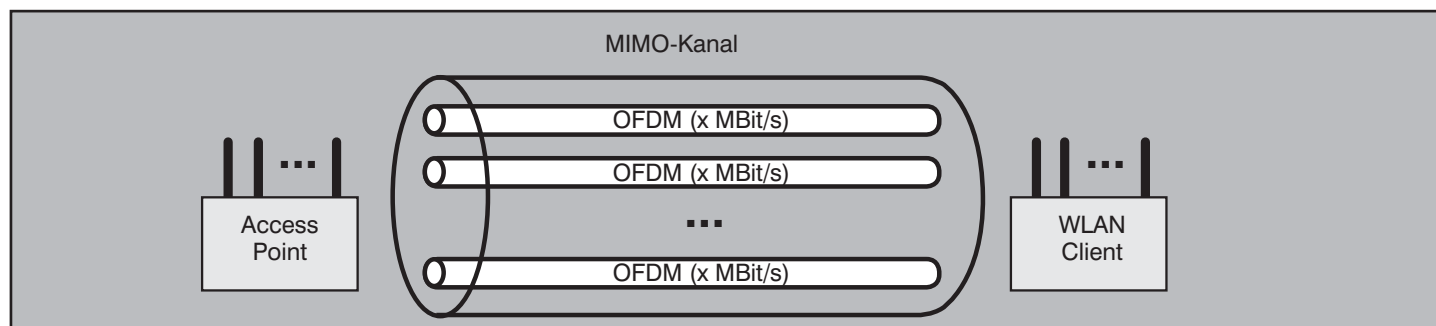 MIMO-Kanal
OFDM (x MBit/s)
OFDM (x MBit/s)
...
OFDM (x MBit/s)
...
Access
Point
...
WLAN
Client